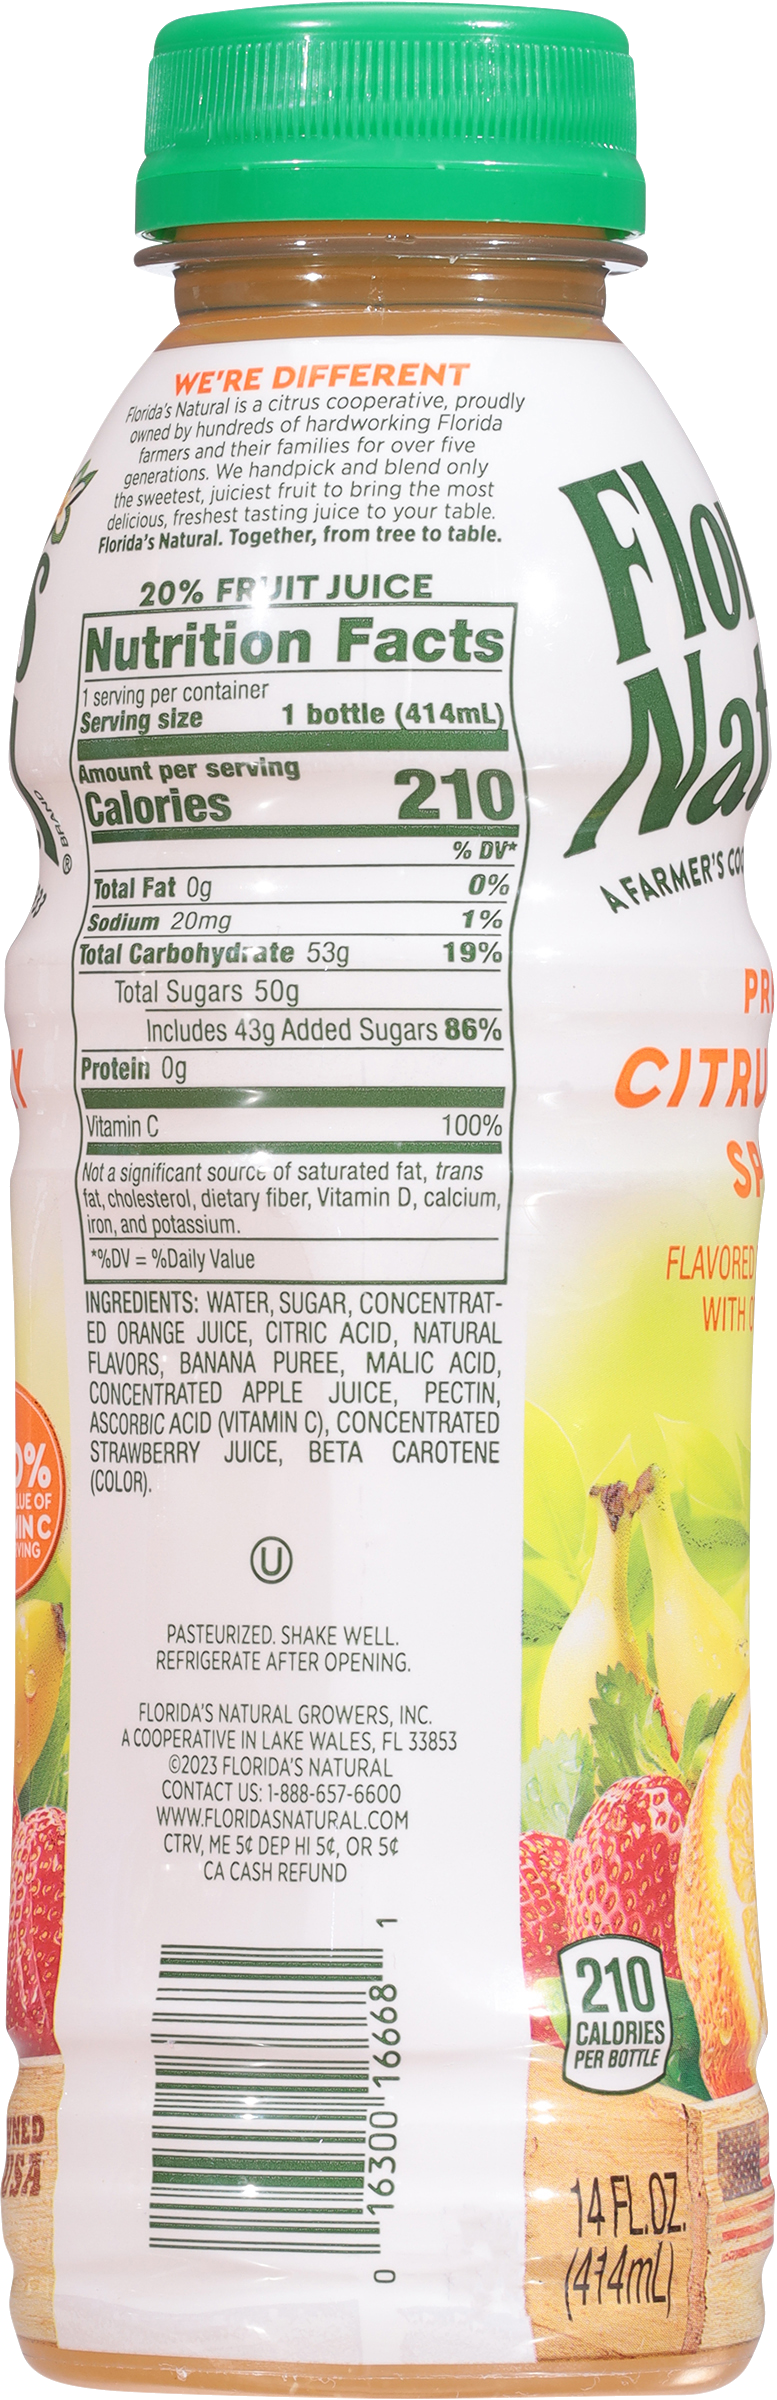 WE'RE DIFFERENT
Florida's Natural is a citrus cooperative, proudly
owned by hundreds of hardworking Florida
farmers and their families for over five
generations. We handpick and blend only
the sweetest, juiciest fruit to bring the most
delicious, freshest tasting juice to your table.
Florida's Natural. Together, from tree to table.
20% FRUIT JUICE
Nutrition Facts
1 serving per container
Serving size 1 bottle (414mL)
Amount per serving
Calories 210
% DV*
Total Fat 0g 0%
Sodium 20mg 1%
Total Carbohydrate 53g 19%
Total Sugars 50g
Includes 43g Added Sugars 86%
Protein 0g
Vitamin C 100%
Not a significant source of saturated fat, trans
fat, cholesterol, dietary fiber, Vitamin D, calcium,
iron, and potassium.
*%DV = %Daily Value
INGREDIENTS: WATER, SUGAR, CONCENTRAT-
ED ORANGE JUICE, CITRIC ACID, NATURAL
FLAVORS, BANANA PUREE, MALIC ACID,
CONCENTRATED APPLE JUICE, PECTIN,
ASCORBIC ACID (VITAMIN C), CONCENTRATED
STRAWBERRY JUICE, BETA CAROTENE
(COLOR).
U
PASTEURIZED. SHAKE WELL.
REFRIGERATE AFTER OPENING.
FLORIDA'S NATURAL GROWERS, INC.
A COOPERATIVE IN LAKE WALES, FL 33853
©2023 FLORIDA'S NATURAL
CONTACT US: 1-888-657-6600
WWW.FLORIDASNATURAL.COM
CTRV, ME 5¢ DEP HI 5¢, OR 5¢
CA CASH REFUND
0 16300 16668 1
BRAND
®
A FARMER'S
FLAVORED
WITH
210
CALORIES
PER BOTTLE
14 FL.OZ.
(414mL)
USA